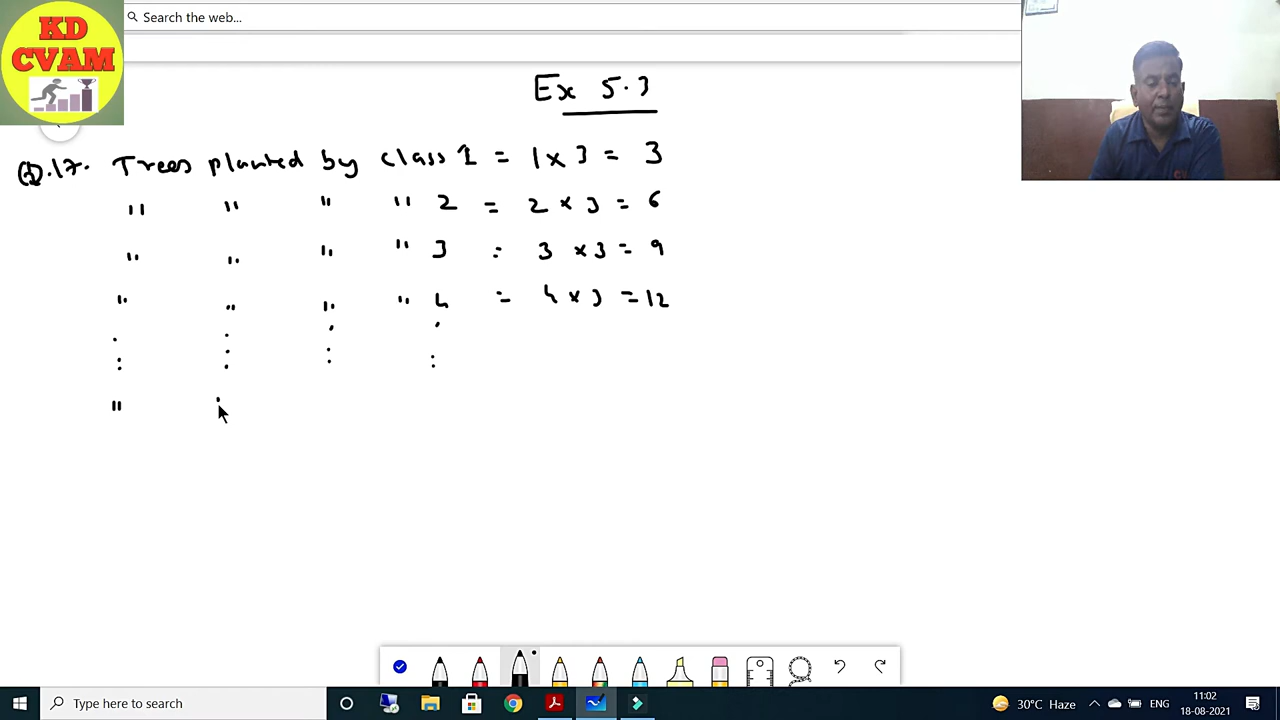 KD
CVAM
Search the web...
Ex 5.3
Q.17. Trees planted by class 1 = 1 x 3 = 3
" " " " 2 = 2 x 3 = 6
" " " " 3 = 3 x 3 = 9
" " " " 4 = 4 x 3 = 12
"
Type here to search
30°C Haze
ENG
11:02
18-08-2021